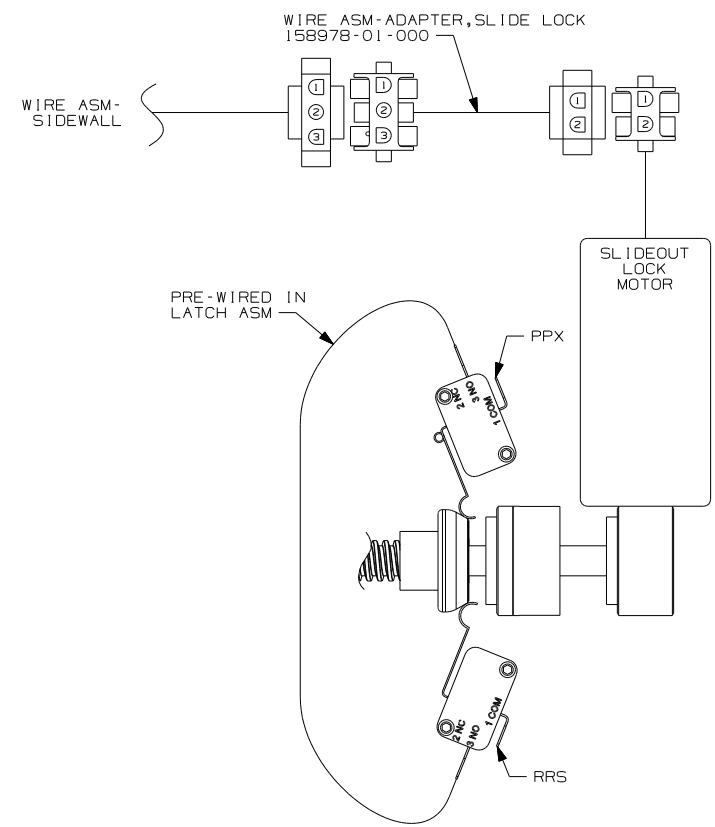 WIRE ASM-ADAPTER,SLIDE LOCK
158978-01-000
WIRE ASM-
SIDEWALL
1
2
3
1
2
3
1
2
1
2
SLIDEOUT
LOCK
MOTOR
PRE-WIRED IN
LATCH ASM
PPX
2 NC
3 NO
1 COM
1 COM
2 NC
3 NO
RRS